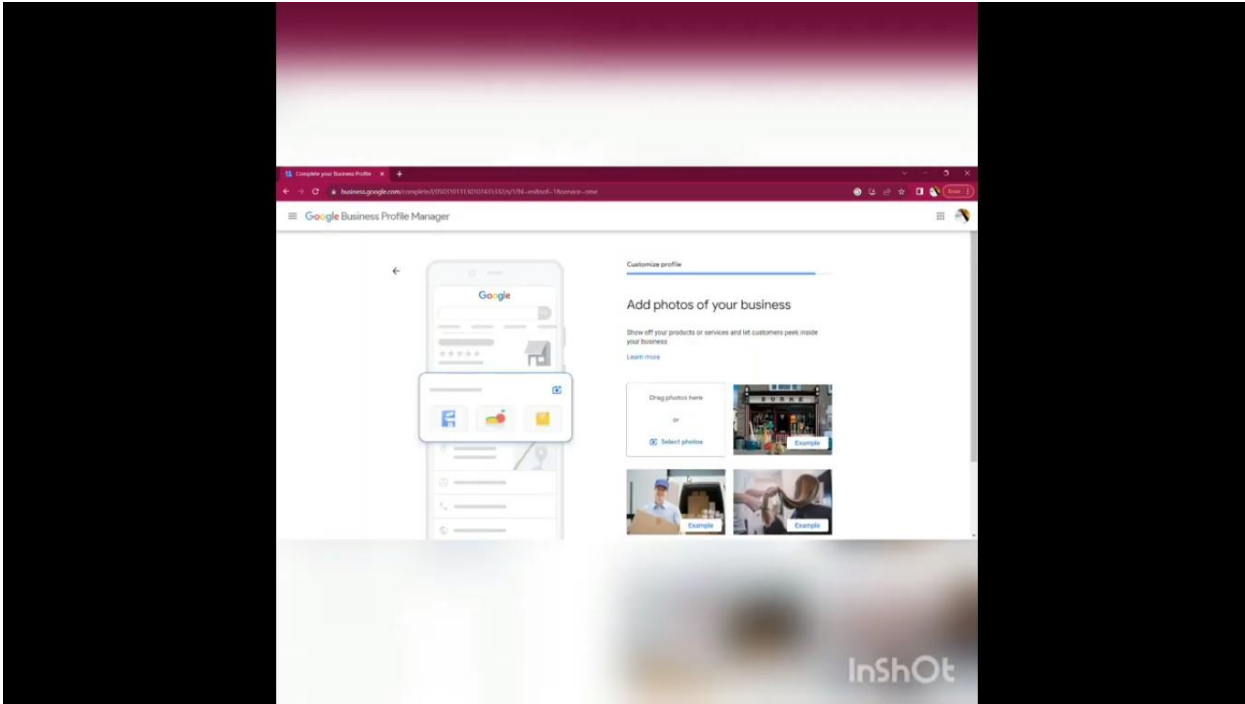 Complete your Business Profile
Google Business Profile Manager
Customize profile
Google
Add photos of your business
Show off your products or services and let customers peek inside
your business
Learn more
Drag photos here
or
Select photos
BURKE
Example
Example
Example
InShOt